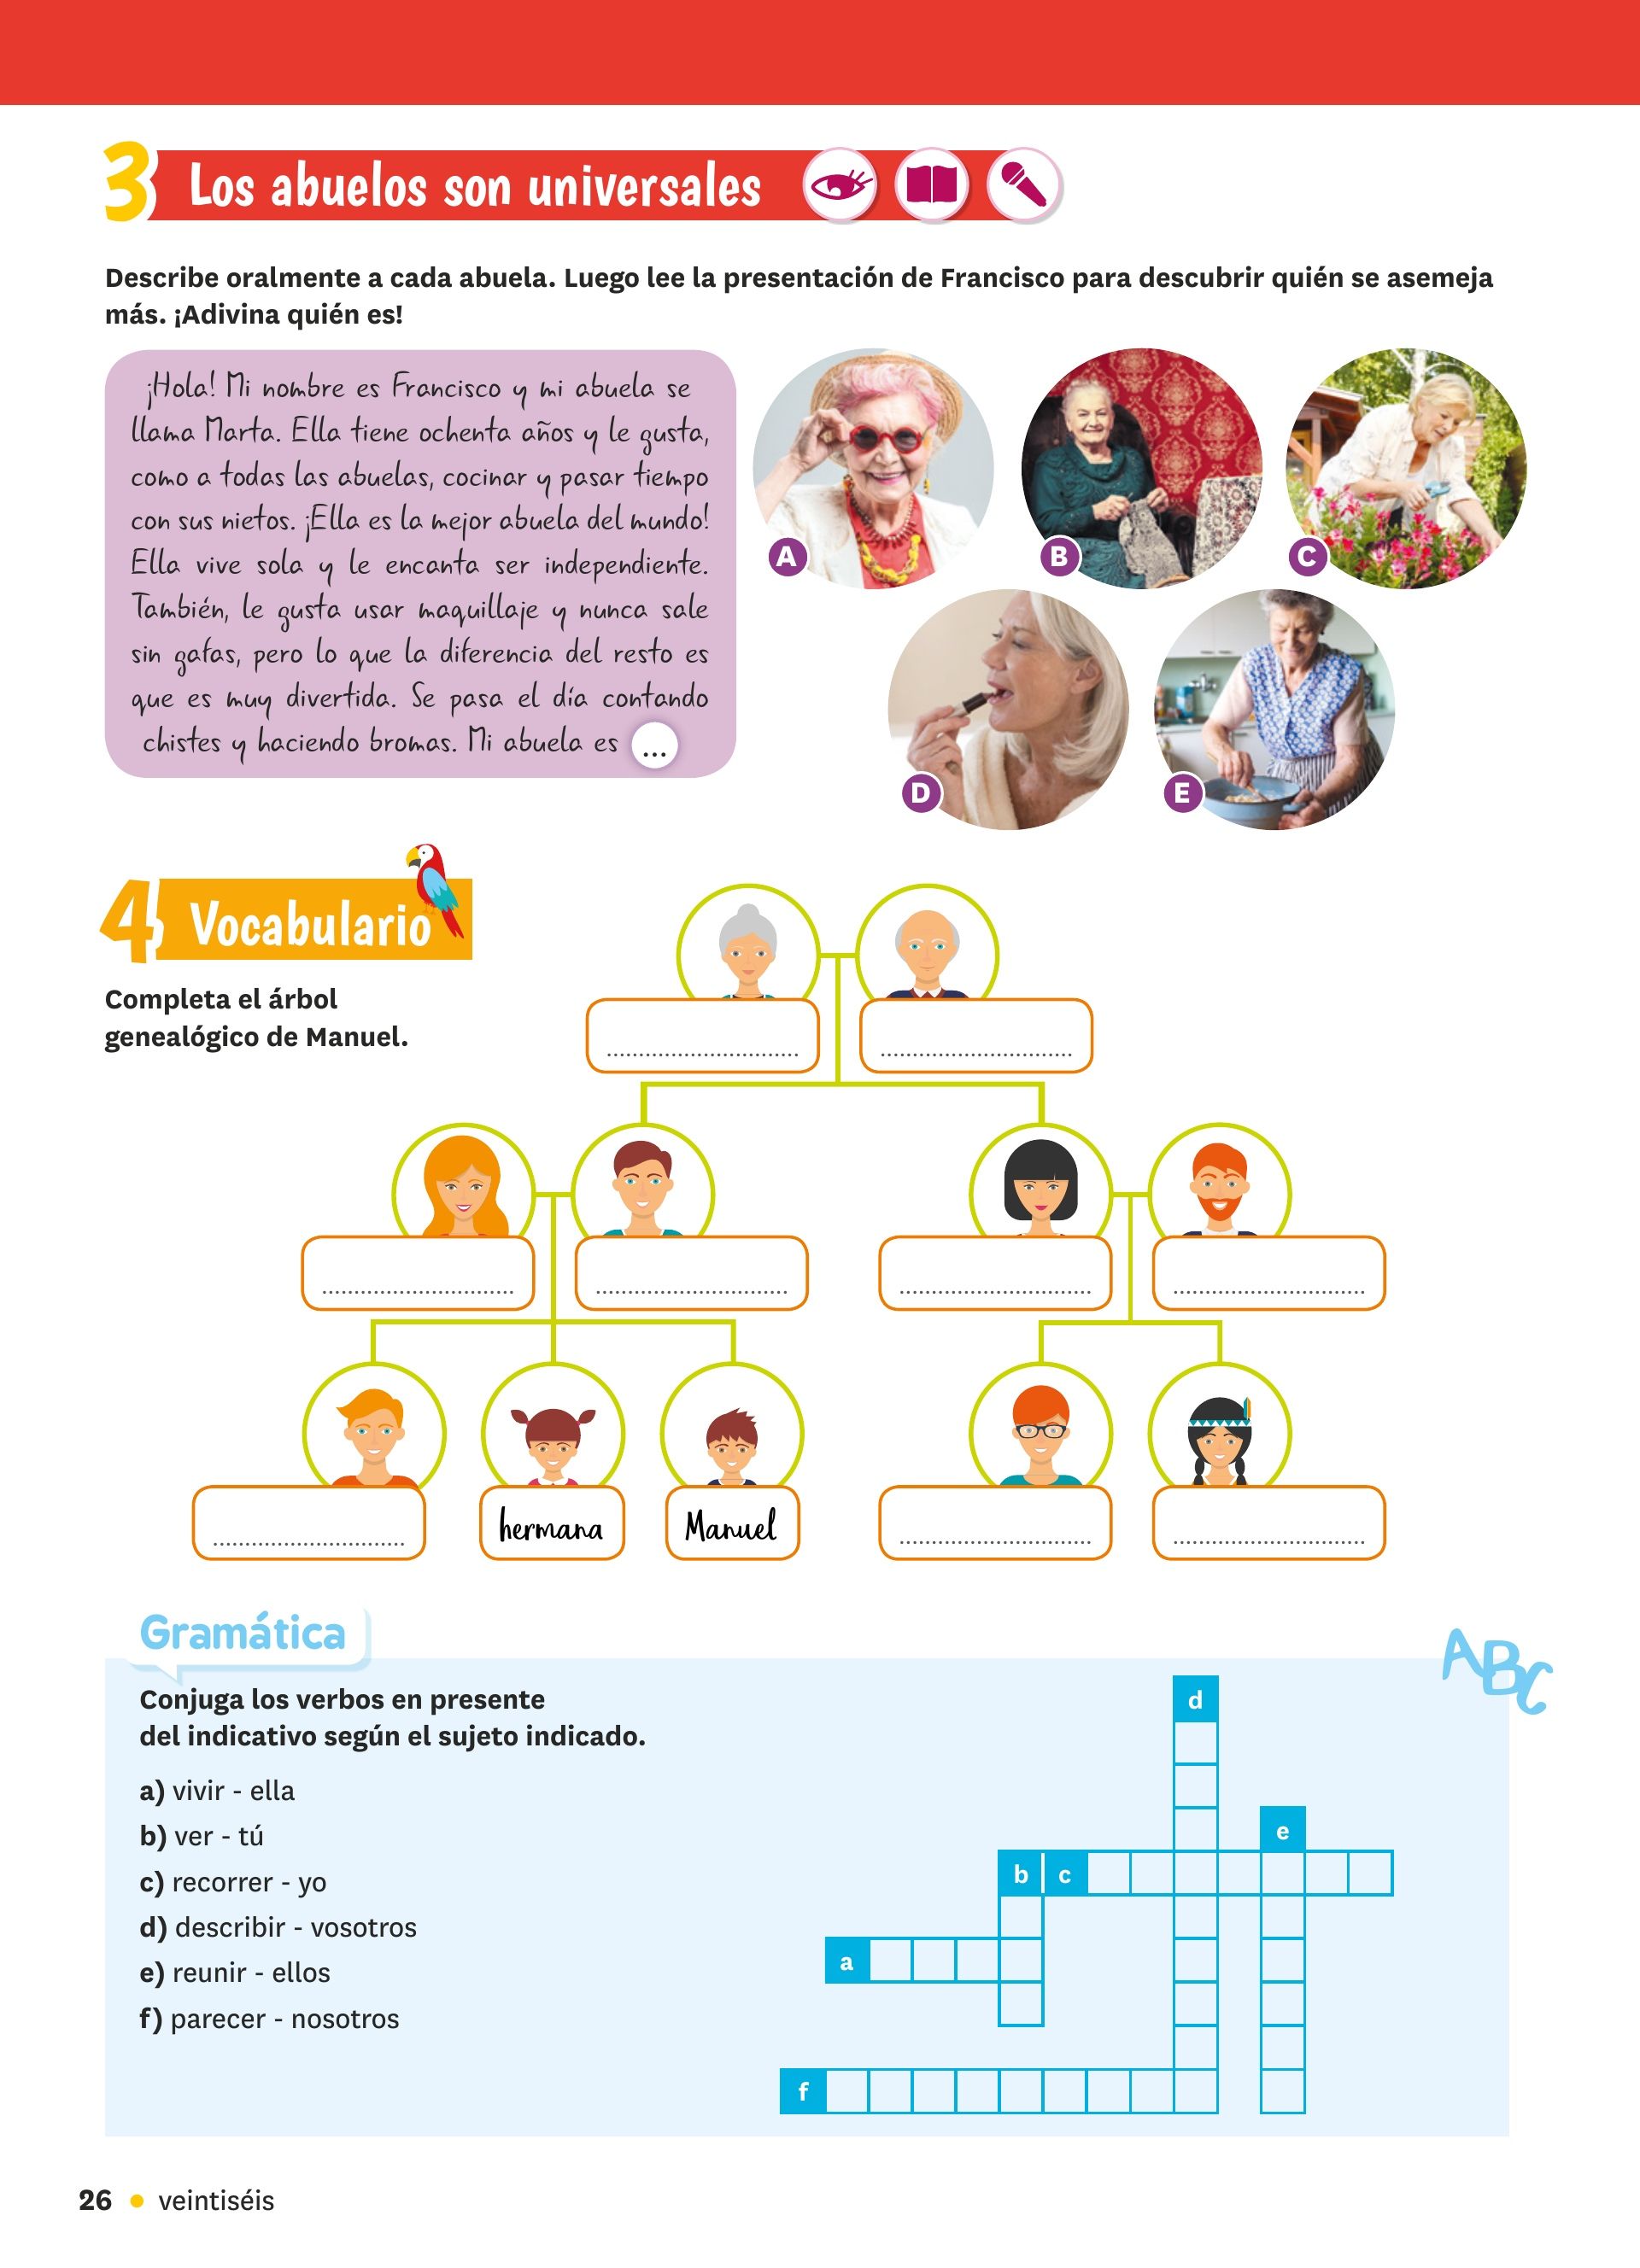 3 Los abuelos son universales
Describe oralmente a cada abuela. Luego lee la presentación de Francisco para descubrir quién se asemeja
más. ¡Adivina quién es!
¡Hola! Mi nombre es Francisco y mi abuela se
llama Marta. Ella tiene ochenta años y le gusta,
como a todas las abuelas, cocinar y pasar tiempo
con sus nietos. ¡Ella es la mejor abuela del mundo!
Ella vive sola y le encanta ser independiente.
También, le gusta usar maquillaje y nunca sale
sin gafas, pero lo que la diferencia del resto es
que es muy divertida. Se pasa el día contando
chistes y haciendo bromas. Mi abuela es ...
A
B
C
D
E
4 Vocabulario
Completa el árbol
genealógico de Manuel.
hermana
Manuel
Gramática
ABC
Conjuga los verbos en presente
del indicativo según el sujeto indicado.
a) vivir - ella
b) ver - tú
c) recorrer - yo
d) describir - vosotros
e) reunir - ellos
f) parecer - nosotros
d
e
b c
a
f
26 • veintiséis